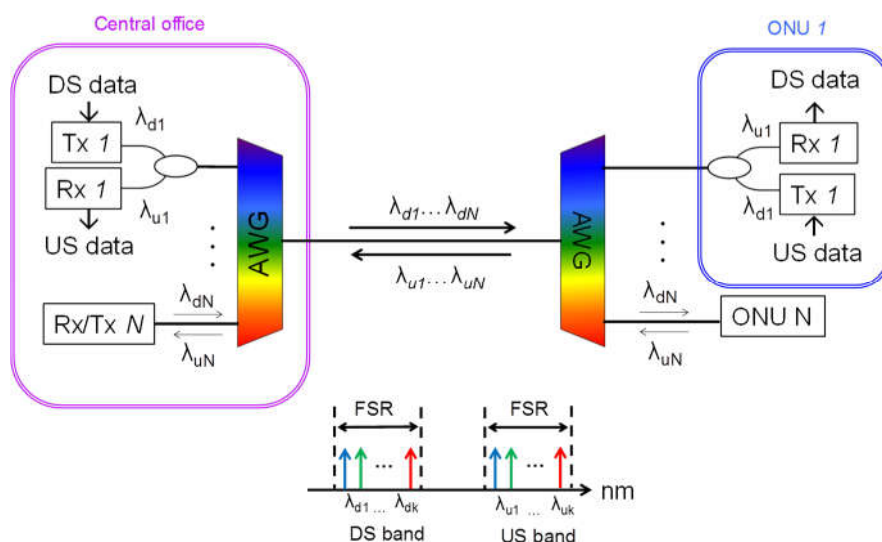 Central office
ONU 1
DS data
λd1
Tx 1
Rx 1
λu1
US data
AWG
λd1... λdN
λu1... λuN
AWG
DS data
λu1
Rx 1
Tx 1
λd1
US data
Rx/Tx N
λdN
λuN
λdN
λuN
ONU N
FSR
FSR
...
...
nm
λd1 ... λdk
λu1 ... λuk
DS band
US band